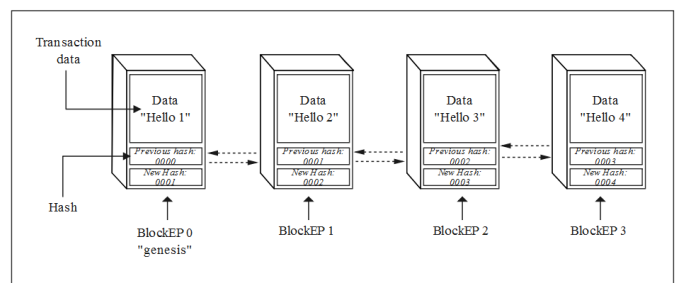 Transaction
data
Hash
Data
"Hello 1"
Previous hash:
0000
New Hash:
0001
BlockEP 0
"genesis"
Data
"Hello 2"
Previous hash:
0001
New Hash:
0002
BlockEP 1
Data
"Hello 3"
Previous hash:
0002
New Hash:
0003
BlockEP 2
Data
"Hello 4"
Previous hash:
0003
New Hash:
0004
BlockEP 3